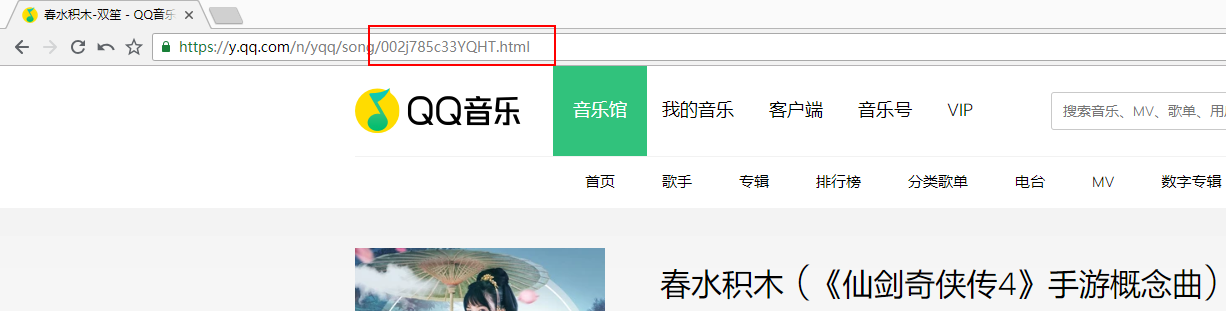 春水积木-双笙 - QQ音乐
https://y.qq.com/n/yqq/song/002j785c33YQHT.html
QQ音乐
音乐馆 我的音乐 客户端 音乐号 VIP
搜索音乐、MV、歌单、用
首页 歌手 专辑 排行榜 分类歌单 电台 MV 数字专辑
春水积木（《仙剑奇侠传4》手游概念曲）